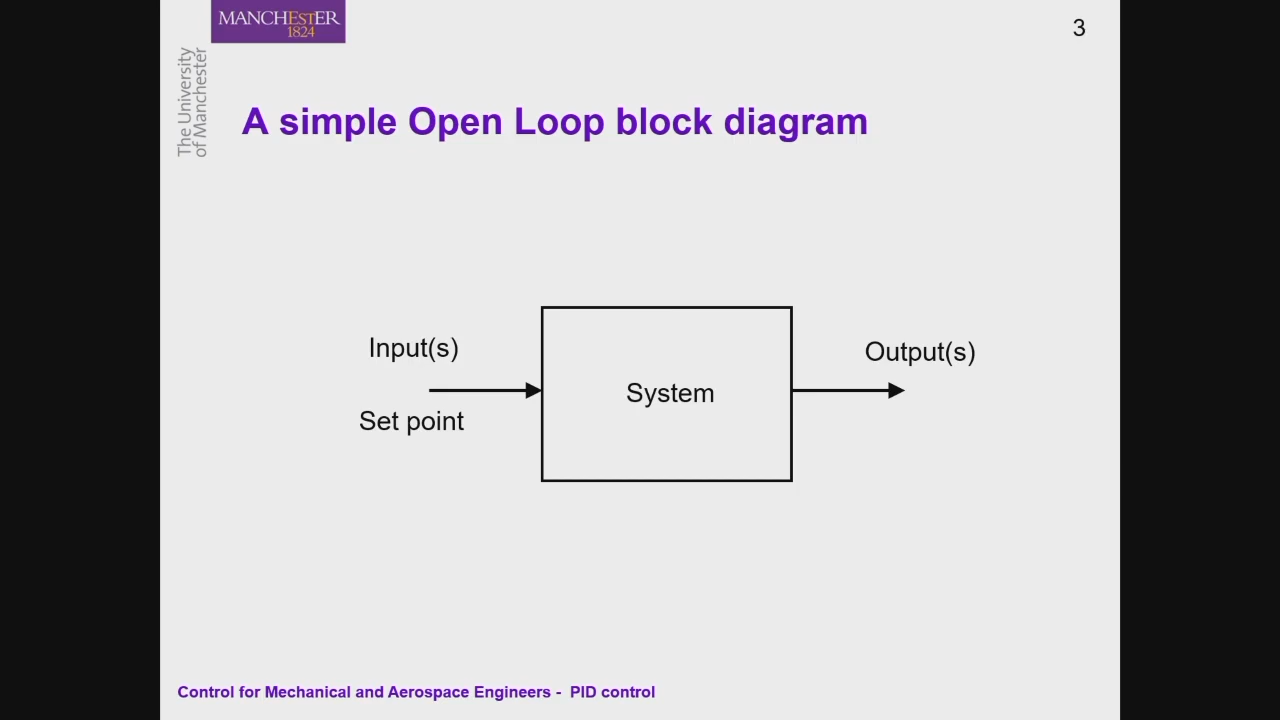 MANCHESTER
1824
The University
of Manchester
3
A simple Open Loop block diagram
Input(s)
Set point
System
Output(s)
Control for Mechanical and Aerospace Engineers - PID control